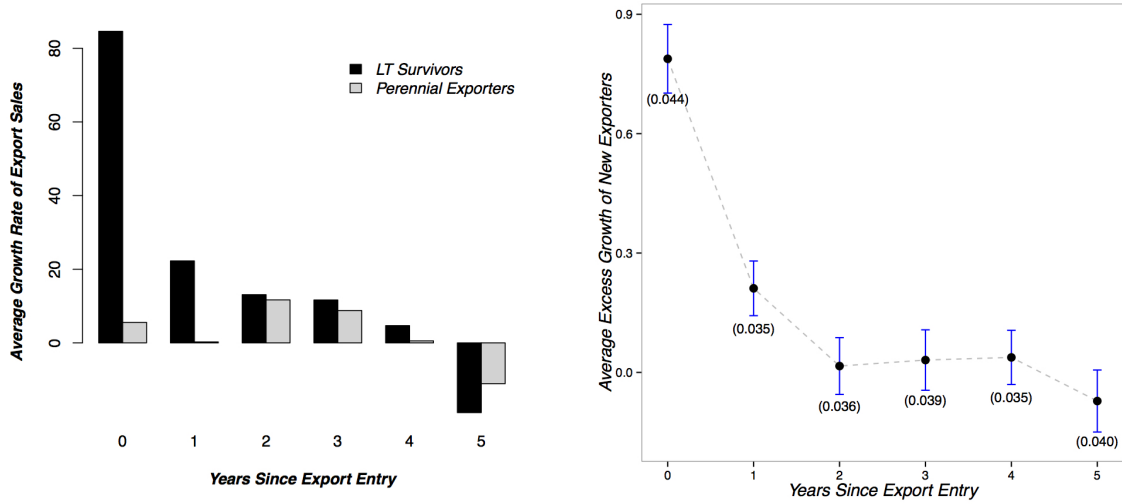 Average Growth Rate of Export Sales
80
60
40
20
0
LT Survivors
Perennial Exporters
0 1 2 3 4 5
Years Since Export Entry
Average Excess Growth of New Exporters
0.9
0.6
0.3
0.0
(0.044)
(0.035)
(0.036)
(0.039)
(0.035)
(0.040)
0 1 2 3 4 5
Years Since Export Entry